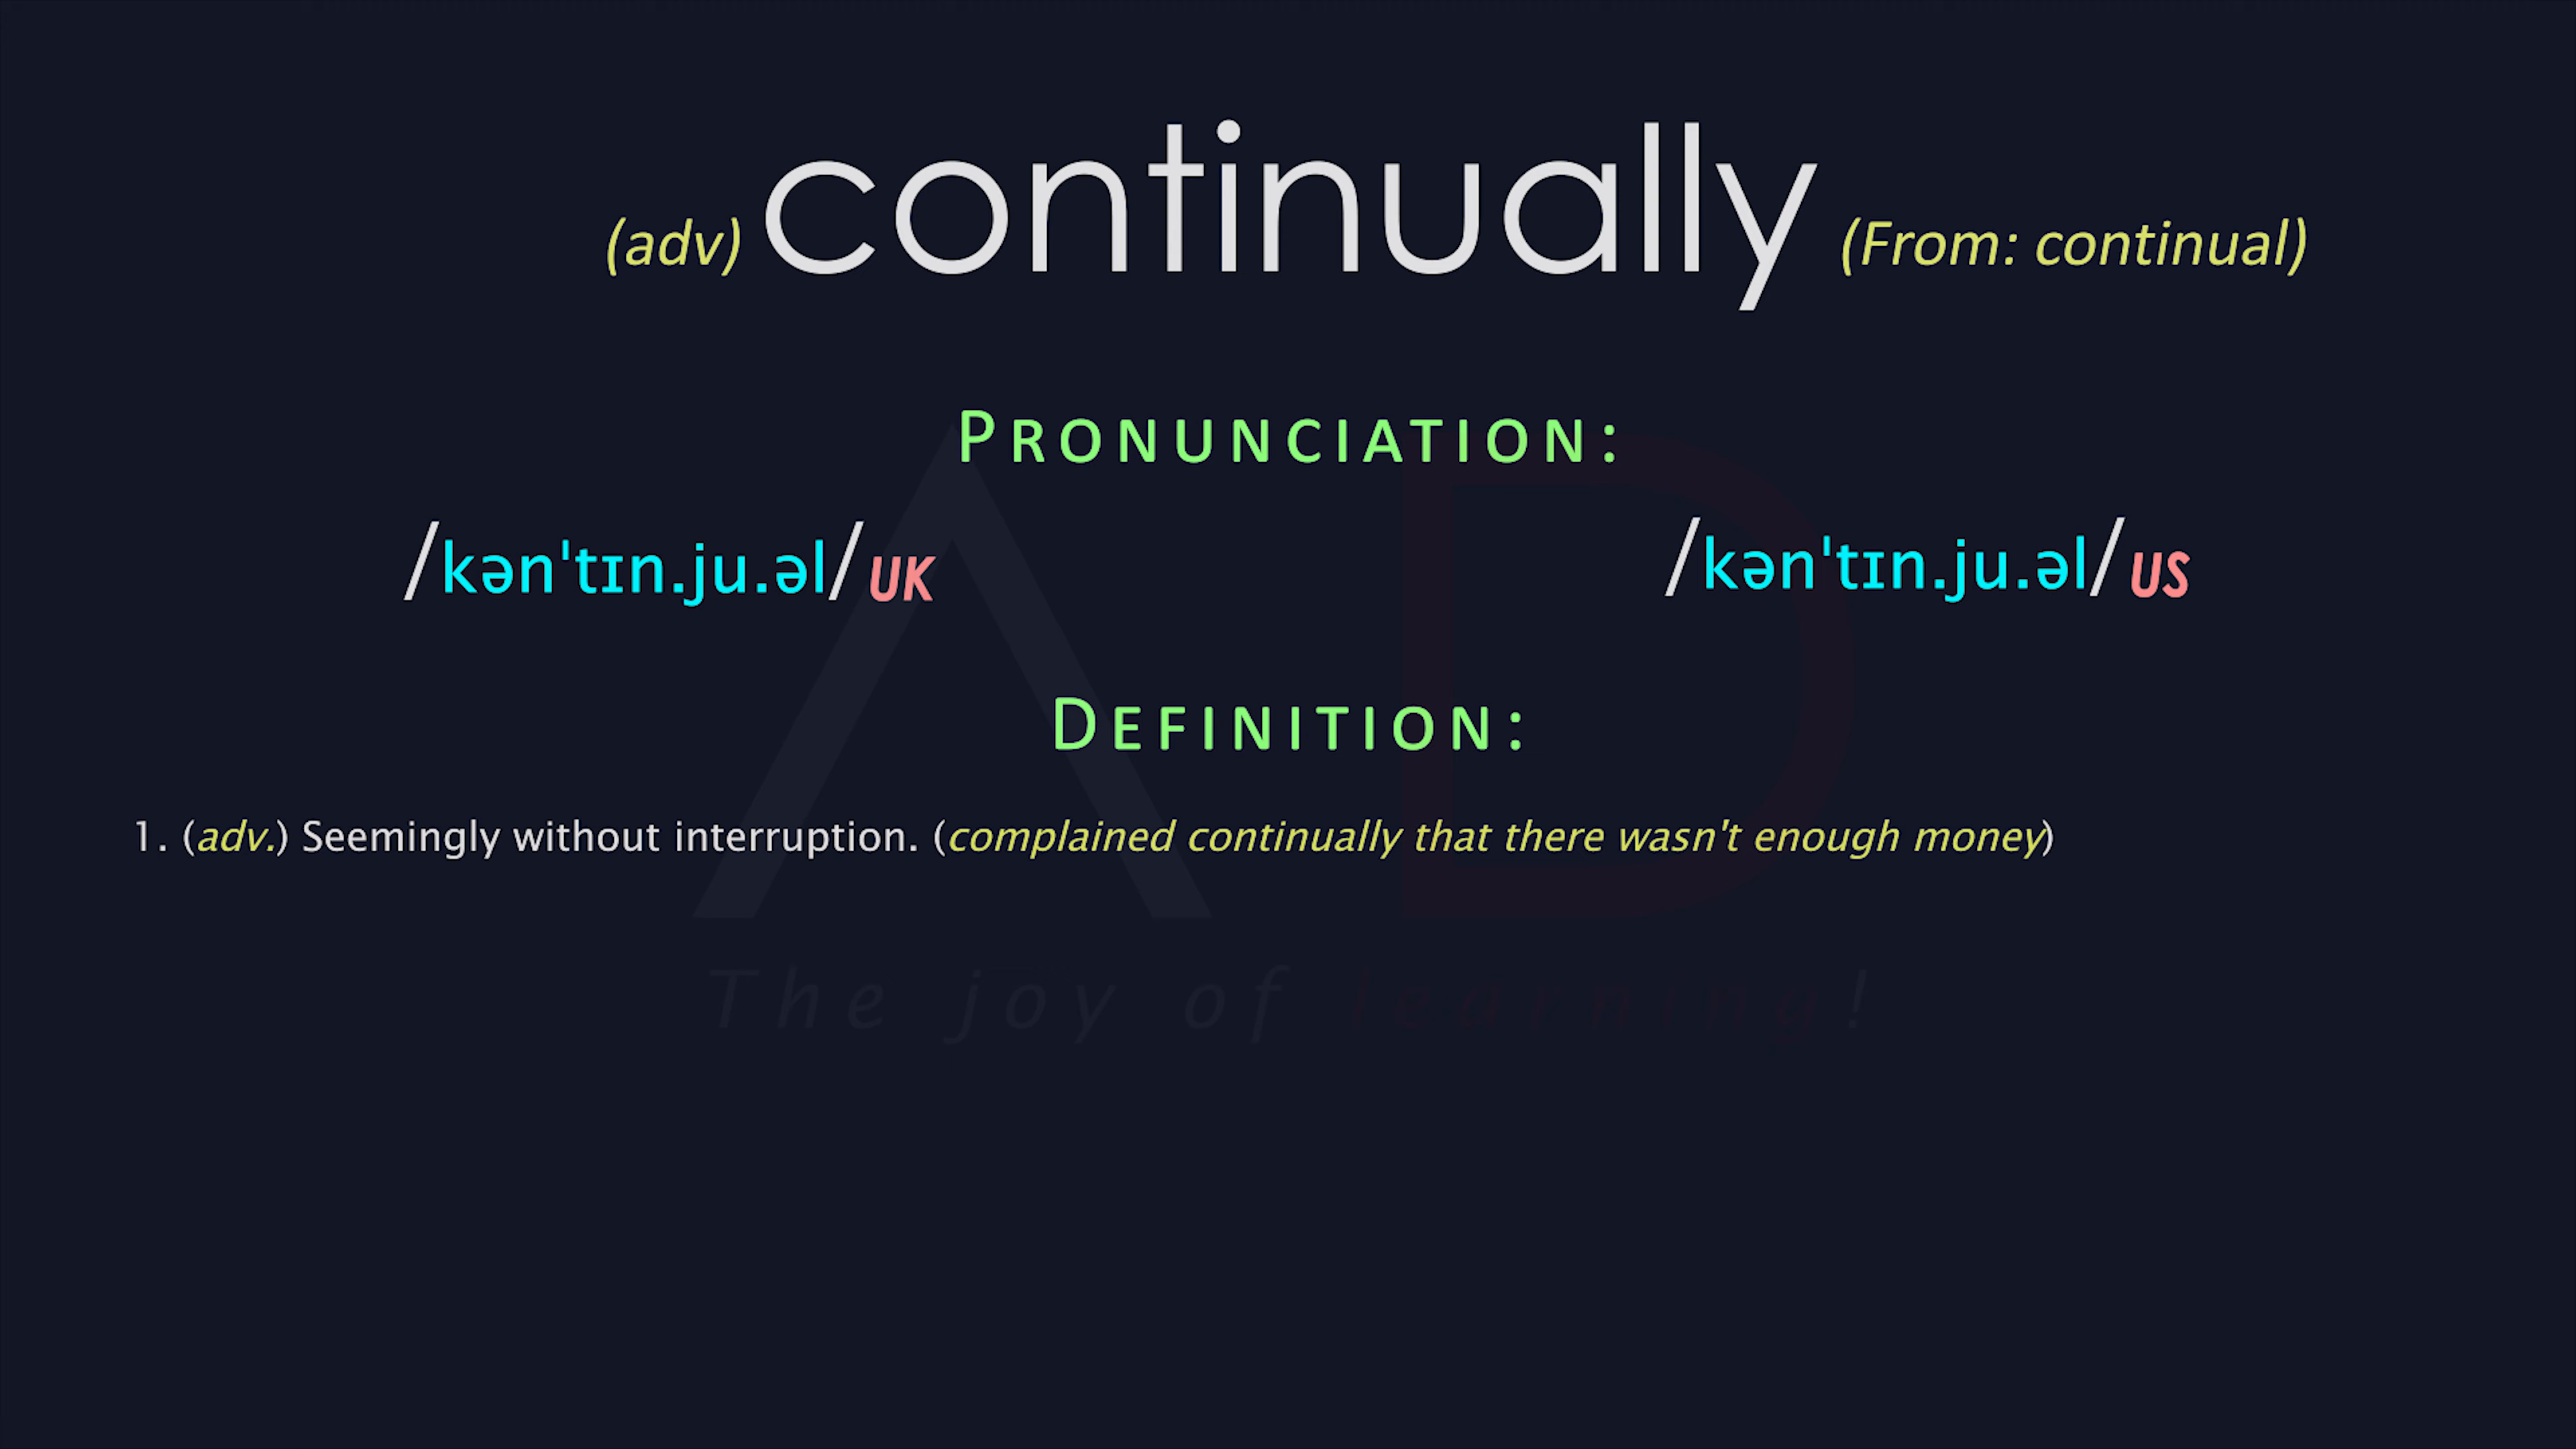 (adv) continually (From: continual)
PRONUNCIATION:
/kən'tɪn.ju.əl/ UK /kən'tɪn.ju.əl/ US
DEFINITION:
1. (adv.) Seemingly without interruption. (complained continually that there wasn't enough money)
AD
The joy of learning!